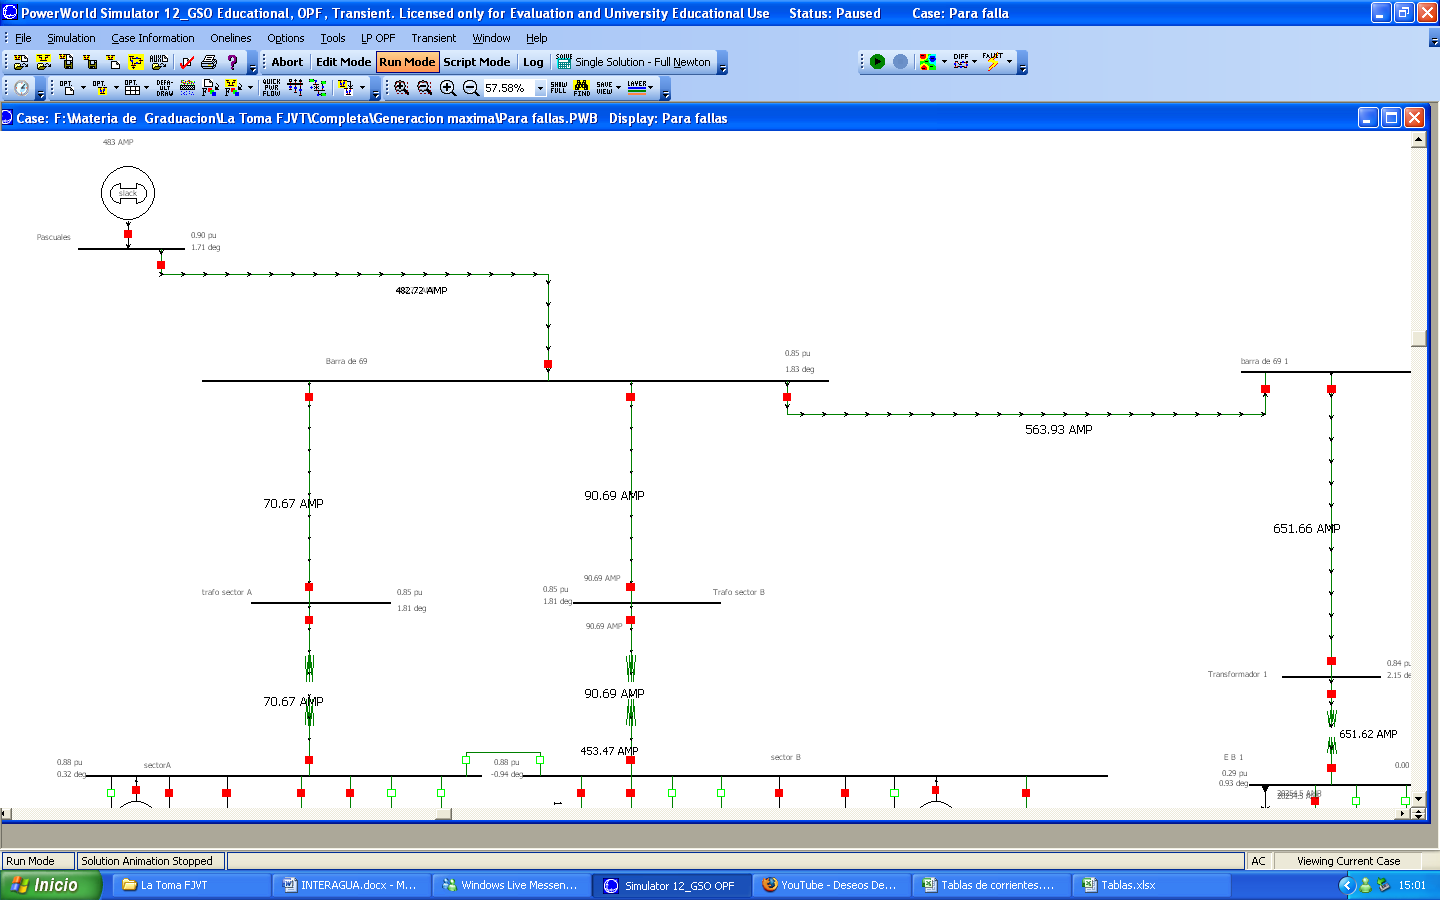 PowerWorld Simulator 12_GSO Educational, OPF, Transient. Licensed only for Evaluation and University Educational Use Status: Paused Case: Para falla
File Simulation Case Information Onelines Options Tools LP OPF Transient Window Help
Abort Edit Mode Run Mode Script Mode Log Single Solution - Full Newton
57.58%
Case: F:\Materia de Graduacion\La Toma FJVT\Completa\Generacion maxima\Para fallas.PWB Display: Para fallas
483 AMP
slack
Pascuales
0.90 pu
1.71 deg
482.72 AMP
Barra de 69
0.85 pu
1.83 deg
barra de 69 1
563.93 AMP
70.67 AMP
90.69 AMP
651.66 AMP
trafo sector A
0.85 pu
1.81 deg
90.69 AMP
0.85 pu
1.81 deg
Trafo sector B
90.69 AMP
Transformador 1
0.84 pu
2.15 de
70.67 AMP
90.69 AMP
651.62 AMP
453.47 AMP
0.88 pu
0.32 deg
sectorA
0.88 pu
-0.94 deg
sector B
E B 1
0.29 pu
0.93 deg
0.00
Run Mode Solution Animation Stopped AC Viewing Current Case
Inicio La Toma FJVT INTERAGUA.docx - M... Windows Live Messen... Simulator 12_GSO OPF YouTube - Deseos De... Tablas de corrientes.... Tablas.xlsx 15:01